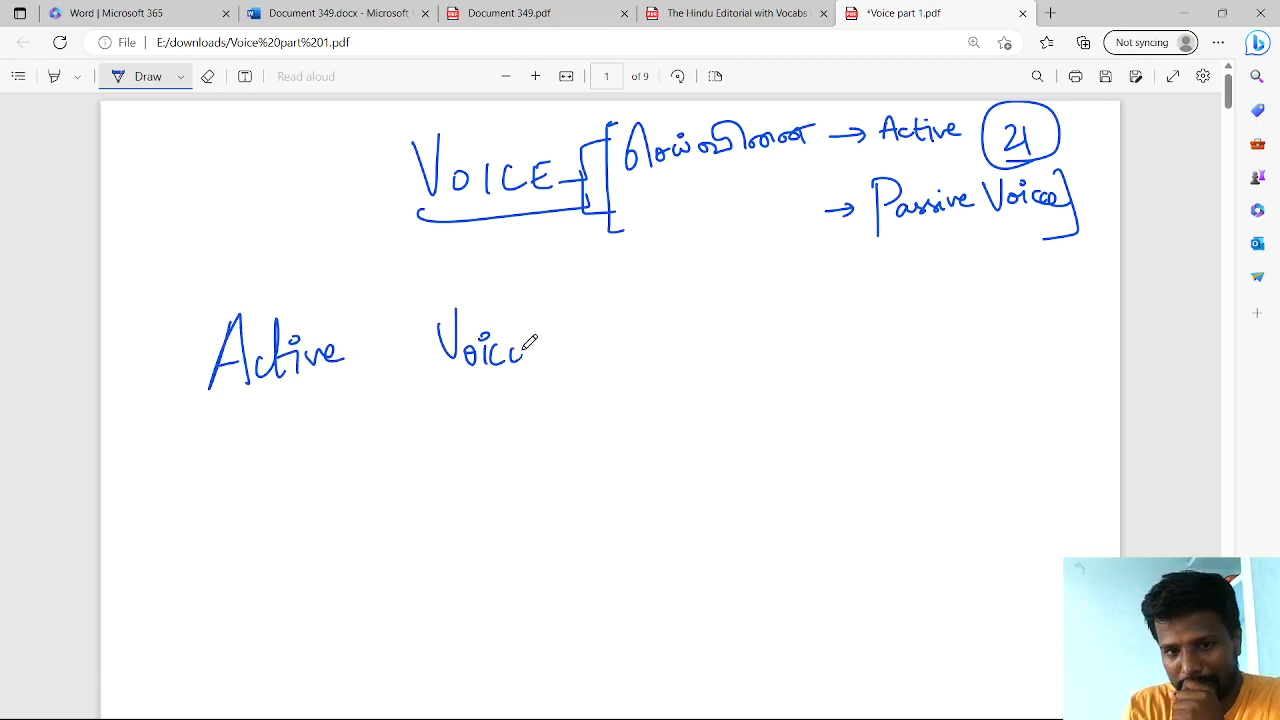 Word | Microsoft 365
Document 349.docx - Microsoft
Document 349.pdf
The Hindu Editorial with Vocabs
*Voice part 1.pdf
File
E:/downloads/Voice%20part%201.pdf
Not syncing
Draw
Read aloud
1 of 9
VOICE செய்வினை → Active 21
→ Passive Voice
Active Voice